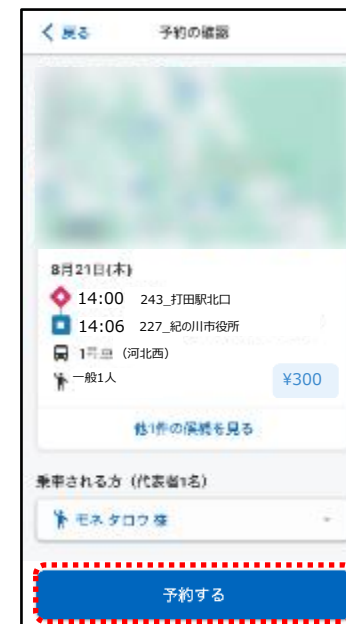 戻る 予約の確認
8月21日(木)
14:00 243_打田駅北口
14:06 227_紀の川市役所
1号車 (河北西)
一般1人
¥300
他1件の候補を見る
乗車される方（代表者1名）
モネ タロウ 様
予約する